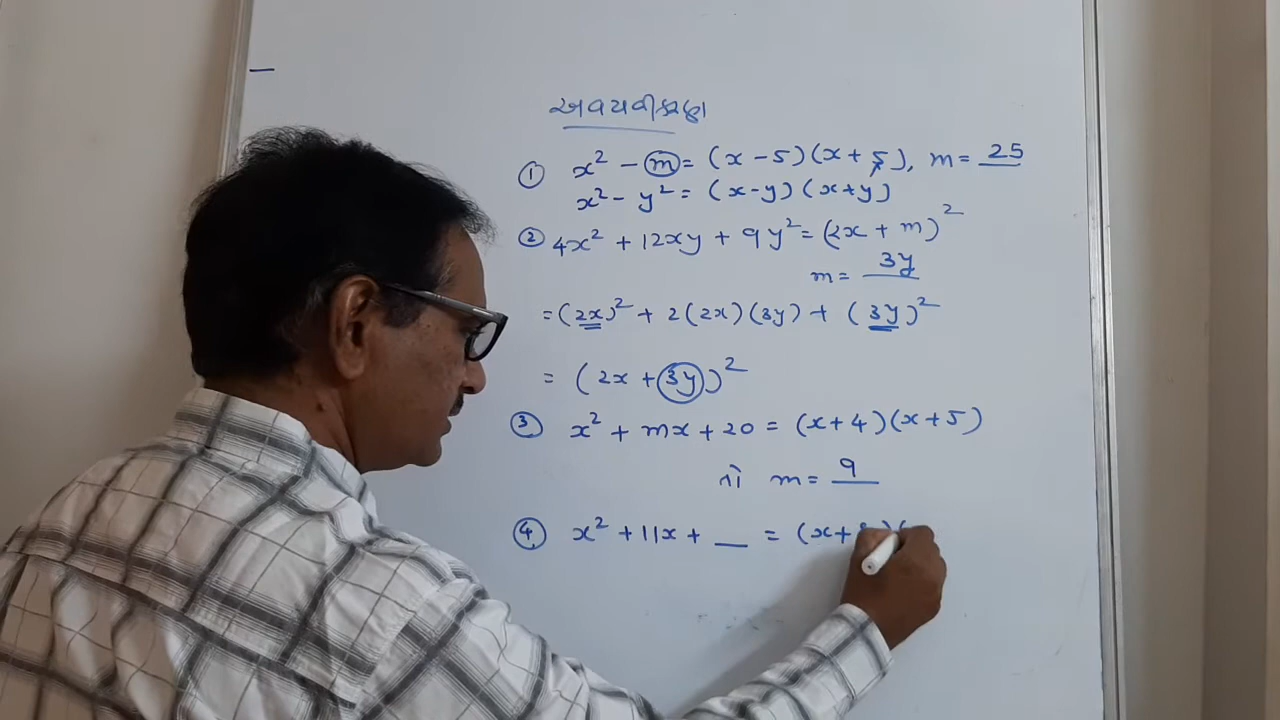 અવયવીકરણ
① x² - m = (x - 5)(x + 5), m = 25
x² - y² = (x - y)(x + y)
② 4x² + 12xy + 9y² = (2x + m)²
m = 3y
= (2x)² + 2(2x)(3y) + (3y)²
= (2x + 3y)²
③ x² + mx + 20 = (x + 4)(x + 5)
તો m = 9
④ x² + 11x + __ = (x +